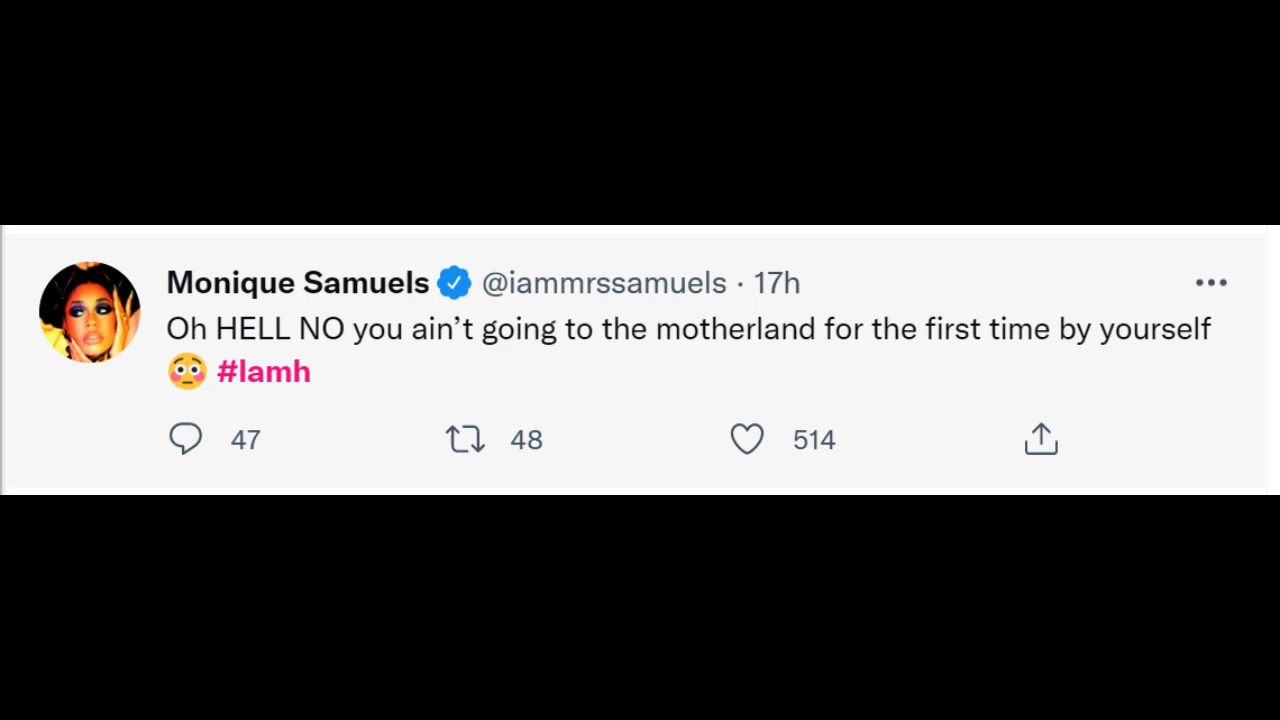 Monique Samuels @iammrssamuels · 17h
Oh HELL NO you ain’t going to the motherland for the first time by yourself
😳 #lamh
47 48 514